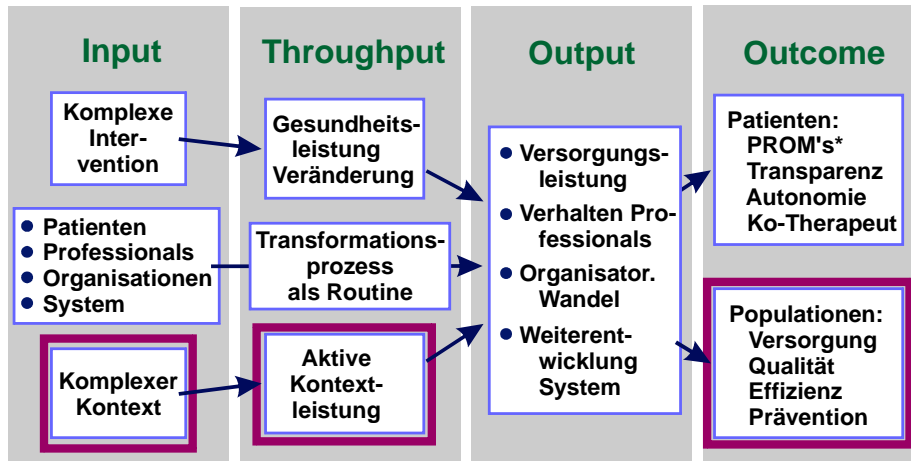 Input
Komplexe
Inter-
vention
• Patienten
• Professionals
• Organisationen
• System
Komplexer
Kontext
Throughput
Gesundheits-
leistung
Veränderung
Transformations-
prozess
als Routine
Aktive
Kontext-
leistung
Output
• Versorgungs-
leistung
• Verhalten Pro-
fessionals
• Organisator.
Wandel
• Weiterent-
wicklung
System
Outcome
Patienten:
PROM's*
Transparenz
Autonomie
Ko-Therapeut
Populationen:
Versorgung
Qualität
Effizienz
Prävention